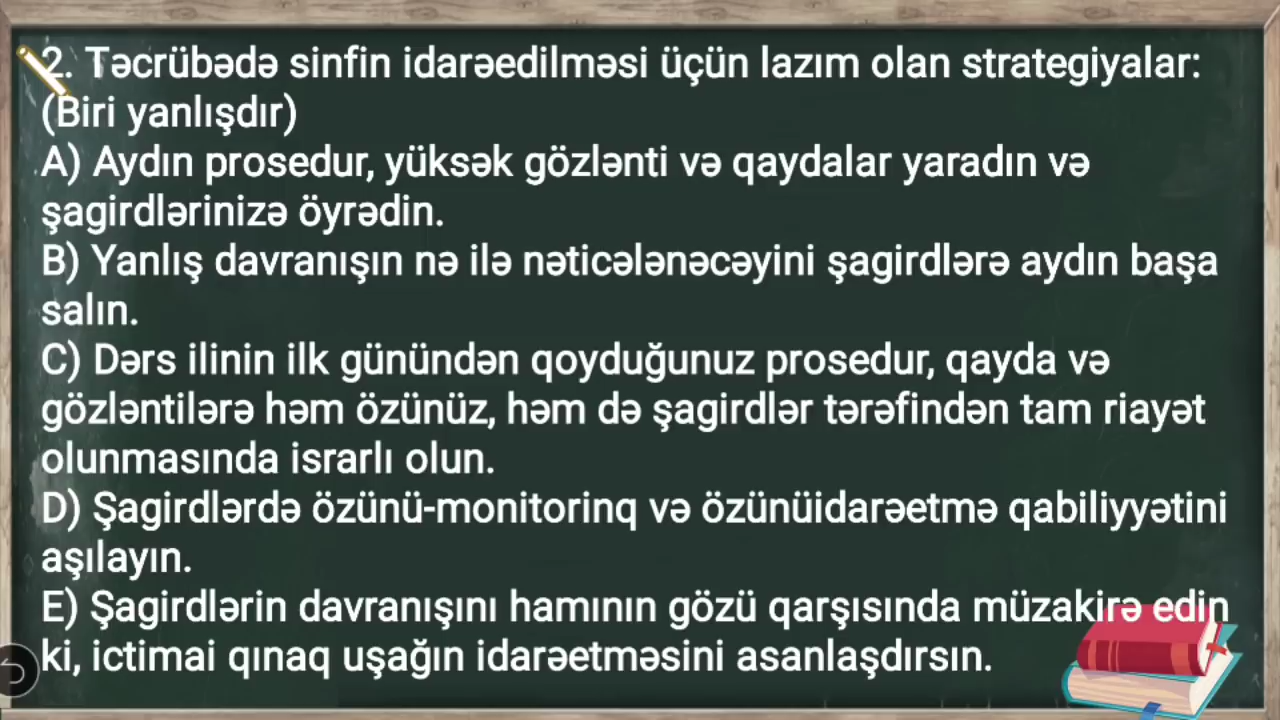 2. Təcrübədə sinfin idarəedilməsi üçün lazım olan strategiyalar:
(Biri yanlışdır)
A) Aydın prosedur, yüksək gözlənti və qaydalar yaradın və
şagirdlərinizə öyrədin.
B) Yanlış davranışın nə ilə nəticələnəcəyini şagirdlərə aydın başa
salın.
C) Dərs ilinin ilk günündən qoyduğunuz prosedur, qayda və
gözləntilərə həm özünüz, həm də şagirdlər tərəfindən tam riayət
olunmasında israrlı olun.
D) Şagirdlərdə özünü-monitorinq və özünüidarəetmə qabiliyyətini
aşılayın.
E) Şagirdlərin davranışını hamının gözü qarşısında müzakirə edin
ki, ictimai qınaq uşağın idarəetməsini asanlaşdırsın.